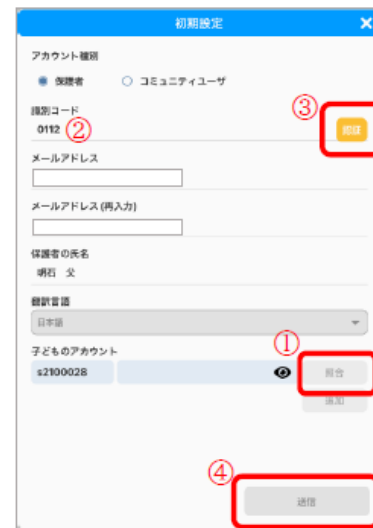 初期設定 ×
アカウント種別
保護者 コミュニティユーザ
③
識別コード
0112 ② 認証
メールアドレス
メールアドレス(再入力)
保護者の氏名
明石 父
翻訳言語
日本語
①
子どものアカウント
s2100028 照合
追加
④
送信